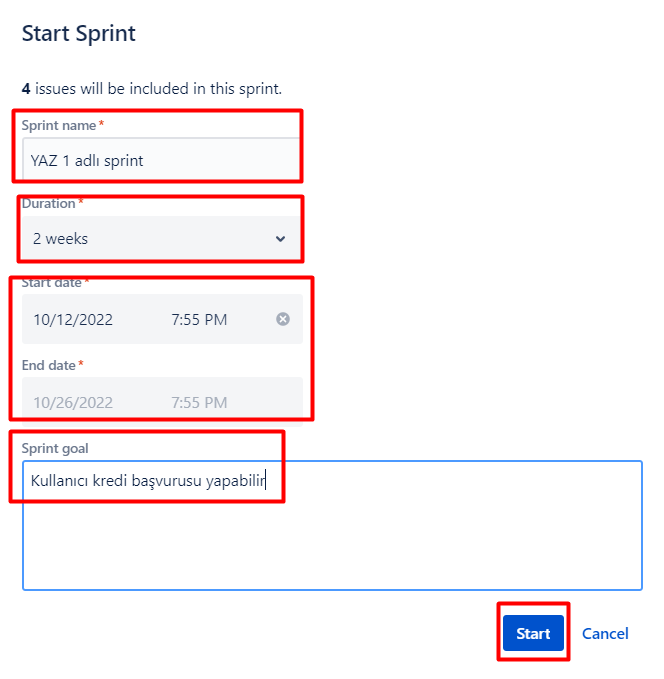 Start Sprint
4 issues will be included in this sprint.
Sprint name*
YAZ 1 adlı sprint
Duration*
2 weeks
Start date*
10/12/2022 7:55 PM
End date*
10/26/2022 7:55 PM
Sprint goal
Kullanıcı kredi başvurusu yapabilir
Start Cancel